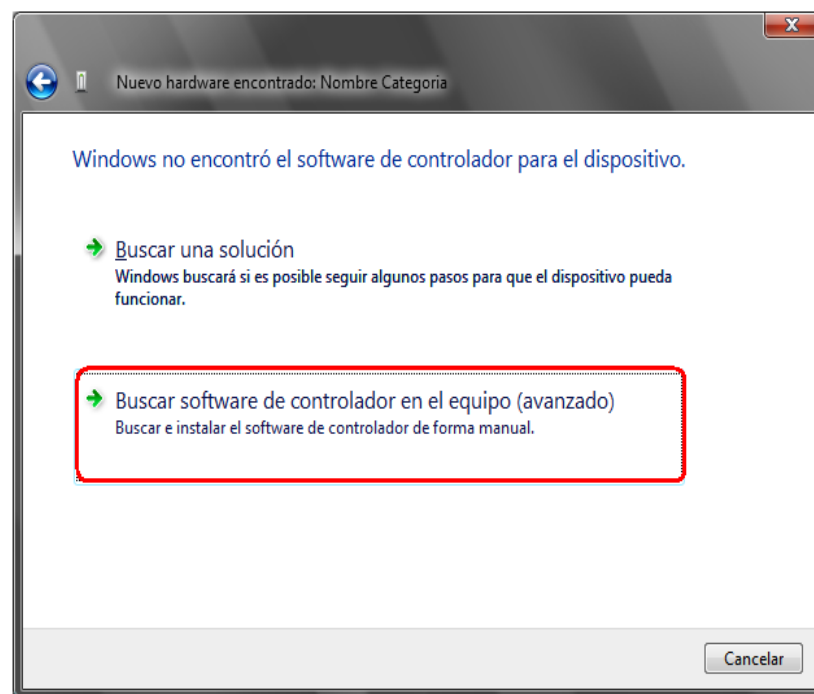 Nuevo hardware encontrado: Nombre Categoria
Windows no encontró el software de controlador para el dispositivo.
Buscar una solución
Windows buscará si es posible seguir algunos pasos para que el dispositivo pueda
funcionar.
Buscar software de controlador en el equipo (avanzado)
Buscar e instalar el software de controlador de forma manual.
Cancelar